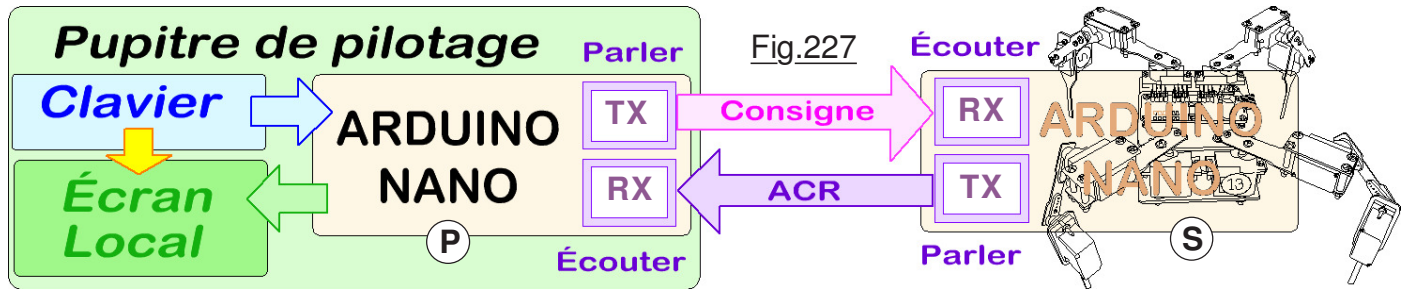 Pupitre de pilotage
Clavier
Écran
Local
ARDUINO
NANO
P
Parler
TX
RX
Écouter
Fig.227
Consigne
ACR
Écouter
RX
TX
Parler
ARDUINO
NANO
13
S